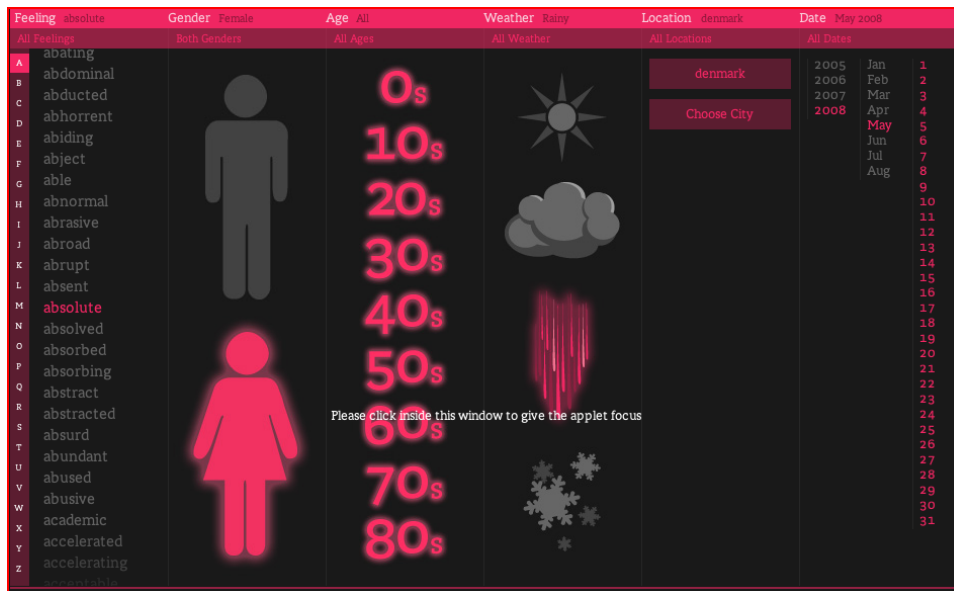 Feeling absolute Gender Female Age All Weather Rainy Location denmark Date May 2008
All Feelings Both Genders All Ages All Weather All Locations All Dates
A
B
C
D
E
F
G
H
I
J
K
L
M
N
O
P
Q
R
S
T
U
V
W
X
Y
Z
abating
abdominal
abducted
abhorrent
abiding
abject
able
abnormal
abrasive
abroad
abrupt
absent
absolute
absolved
absorbed
absorbing
abstract
abstracted
absurd
abundant
abused
abusive
academic
accelerated
accelerating
acceptable
0s
10s
20s
30s
40s
50s
60s
70s
80s
Please click inside this window to give the applet focus
denmark
Choose City
2005
2006
2007
2008
Jan
Feb
Mar
Apr
May
Jun
Jul
Aug
1
2
3
4
5
6
7
8
9
10
11
12
13
14
15
16
17
18
19
20
21
22
23
24
25
26
27
28
29
30
31